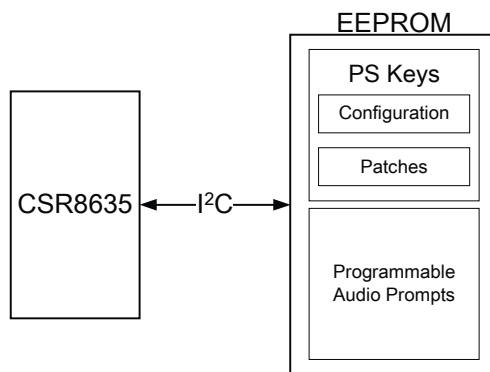 EEPROM
PS Keys
Configuration
Patches
CSR8635
I²C
Programmable
Audio Prompts